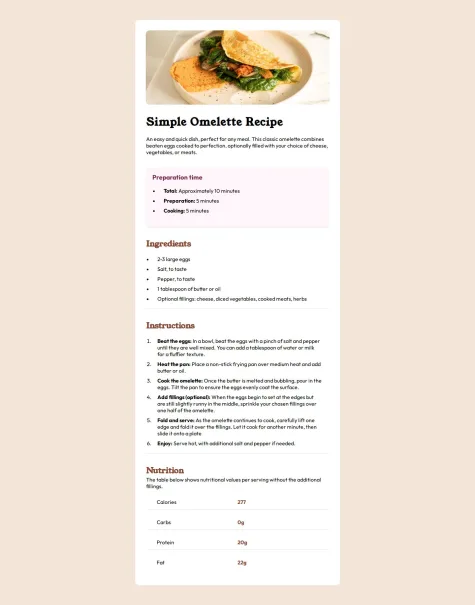 Simple Omelette Recipe
An easy and quick dish, perfect for any meal. This classic omelette combines
beaten eggs cooked to perfection, optionally filled with your choice of cheese,
vegetables, or meats.
Preparation time
• Total: Approximately 10 minutes
• Preparation: 5 minutes
• Cooking: 5 minutes
Ingredients
• 2-3 large eggs
• Salt, to taste
• Pepper, to taste
• 1 tablespoon of butter or oil
• Optional fillings: cheese, diced vegetables, cooked meats, herbs
Instructions
1. Beat the eggs: In a bowl, beat the eggs with a pinch of salt and pepper
until they are well mixed. You can add a tablespoon of water or milk
for a fluffier texture.
2. Heat the pan: Place a non-stick frying pan over medium heat and add
butter or oil.
3. Cook the omelette: Once the butter is melted and bubbling, pour in the
eggs. Tilt the pan to ensure the eggs evenly coat the surface.
4. Add fillings (optional): When the eggs begin to set at the edges but
are still slightly runny in the middle, sprinkle your chosen fillings over
one half of the omelette.
5. Fold and serve: As the omelette continues to cook, carefully lift one
edge and fold it over the fillings. Let it cook for another minute, then
slide it onto a plate
6. Enjoy: Serve hot, with additional salt and pepper if needed.
Nutrition
The table below shows nutritional values per serving without the additional
fillings.
Calories 277
Carbs 0g
Protein 20g
Fat 22g